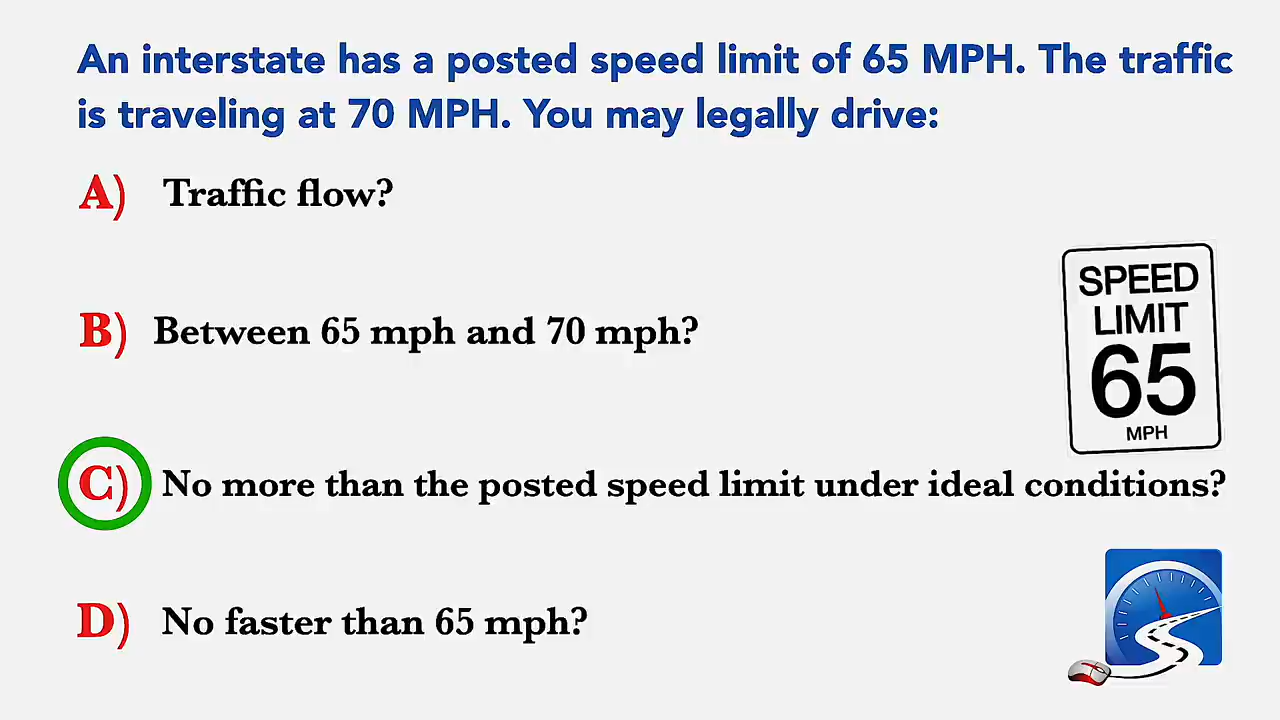 An interstate has a posted speed limit of 65 MPH. The traffic
is traveling at 70 MPH. You may legally drive:
A) Traffic flow?
B) Between 65 mph and 70 mph?
SPEED
LIMIT
65
MPH
C) No more than the posted speed limit under ideal conditions?
D) No faster than 65 mph?